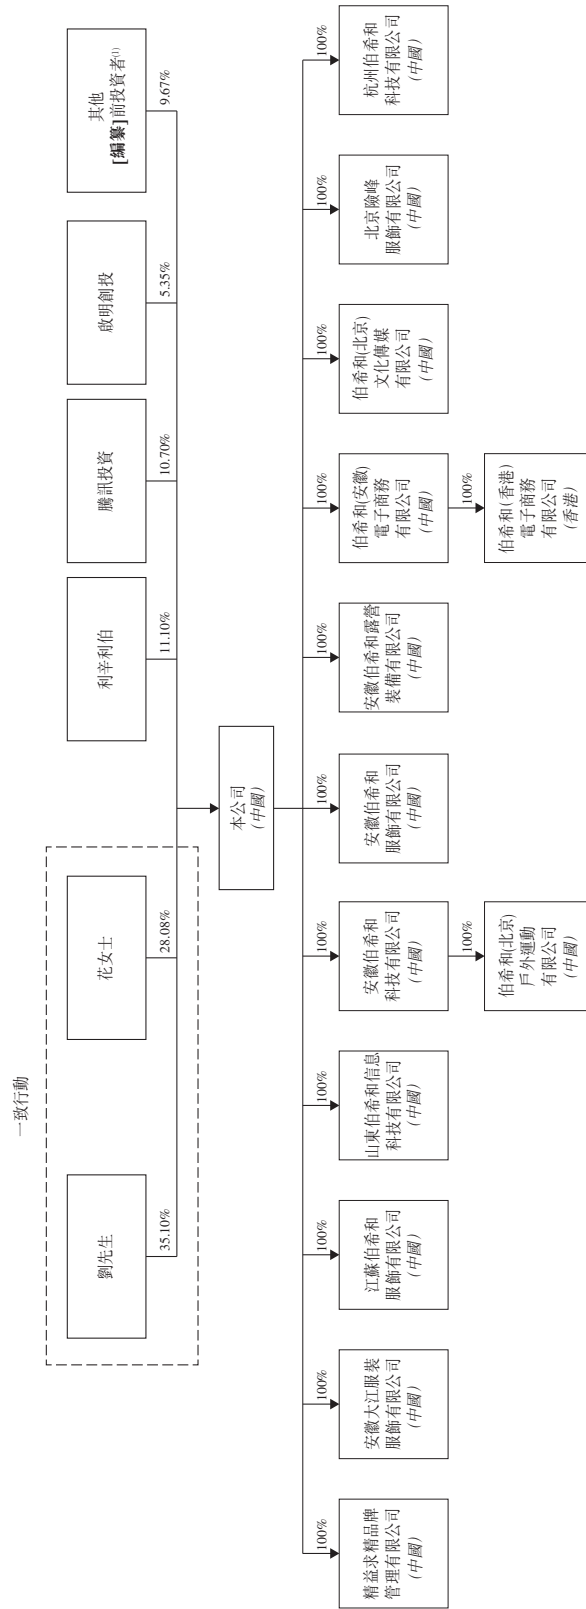 一致行動
劉先生
花女士
利辛利伯
騰訊投資
啟明創投
其他
[編纂]前投資者(1)
35.10%
28.08%
11.10%
10.70%
5.35%
9.67%
本公司
(中國)
100%
100%
100%
100%
100%
100%
100%
100%
100%
100%
精益求精品牌
管理有限公司
(中國)
安徽大江服裝
服飾有限公司
(中國)
江蘇伯希和
服飾有限公司
(中國)
山東伯希和信息
科技有限公司
(中國)
安徽伯希和
科技有限公司
(中國)
安徽伯希和
服飾有限公司
(中國)
安徽伯希和露營
裝備有限公司
(中國)
伯希和(安徽)
電子商務
有限公司
(中國)
伯希和(北京)
文化傳媒
有限公司
(中國)
北京險峰
服飾有限公司
(中國)
杭州伯希和
科技有限公司
(中國)
100%
100%
100%
伯希和(北京)
戶外運動
有限公司
(中國)
伯希和(香港)
電子商務
有限公司
(香港)